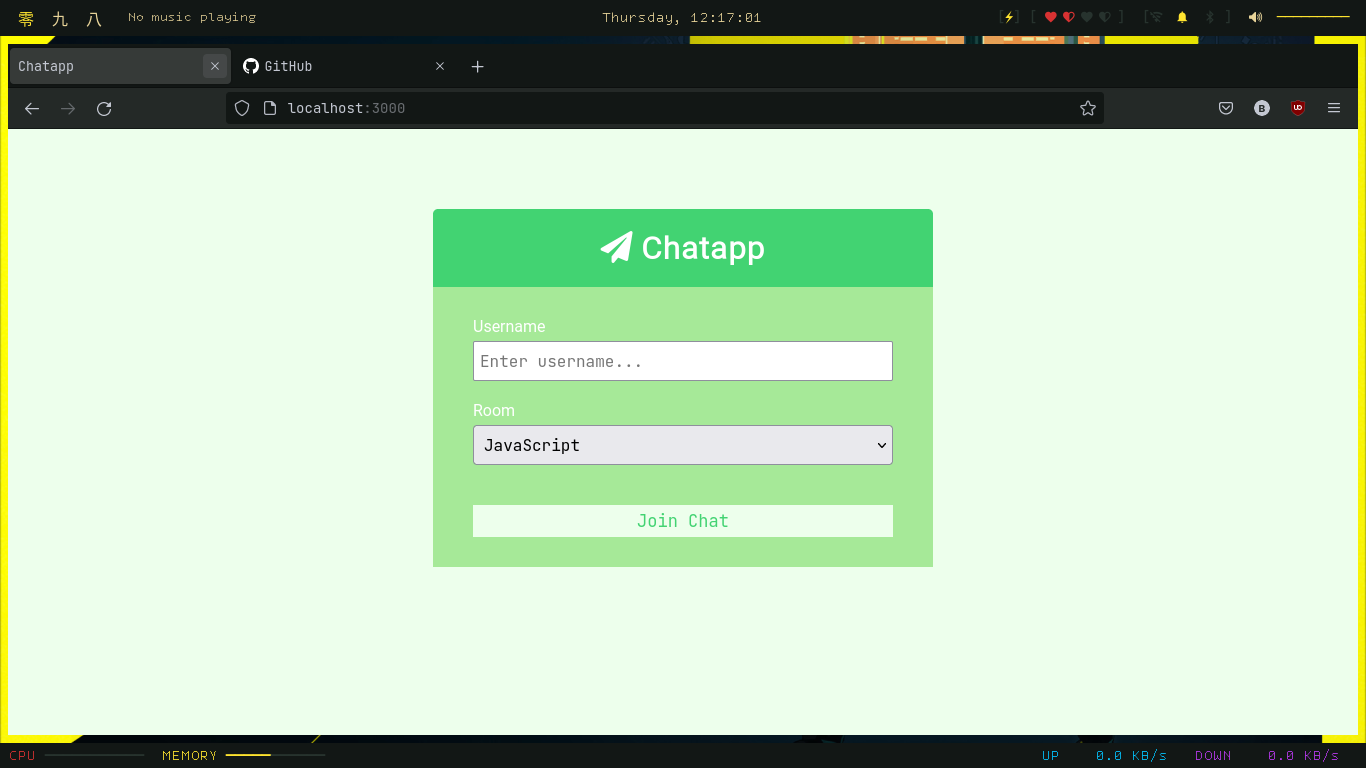 零 九 八 No music playing Thursday, 12:17:01 [ ] [ ] [ ]
Chatapp GitHub
localhost:3000 B UD
Chatapp
Username
Enter username...
Room
JavaScript
Join Chat
CPU MEMORY UP 0.0 KB/s DOWN 0.0 KB/s